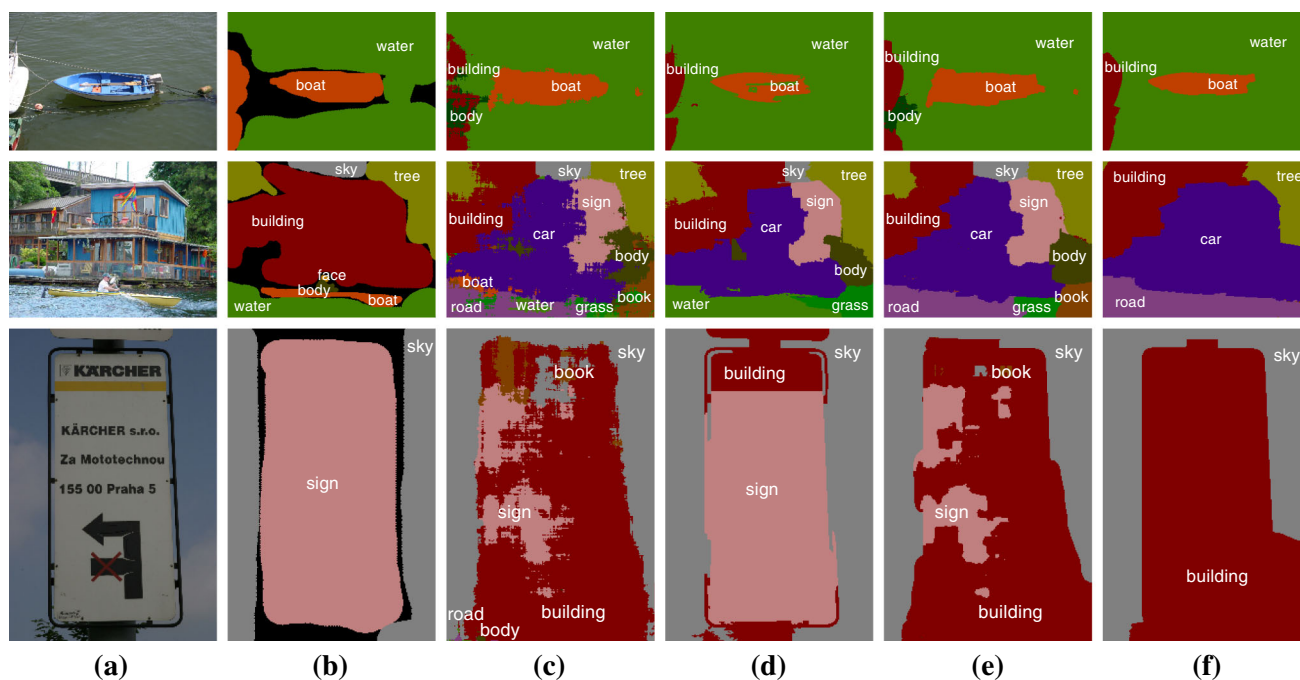 water
boat
water
building
boat
body
water
building
boat
water
building
boat
body
water
building
boat
sky
tree
building
face
body
boat
water
sky
tree
sign
building
car
body
boat
book
road
water
grass
sky
tree
sign
building
car
body
water
grass
sky
tree
sign
building
car
body
book
road
grass
tree
building
car
road
KÄRCHER
KÄRCHER s.r.o.
Za Mototechnou
155 00 Praha 5
sky
sign
sky
book
sign
building
road
body
sky
building
sign
sky
book
sign
building
sky
building
(a) (b) (c) (d) (e) (f)